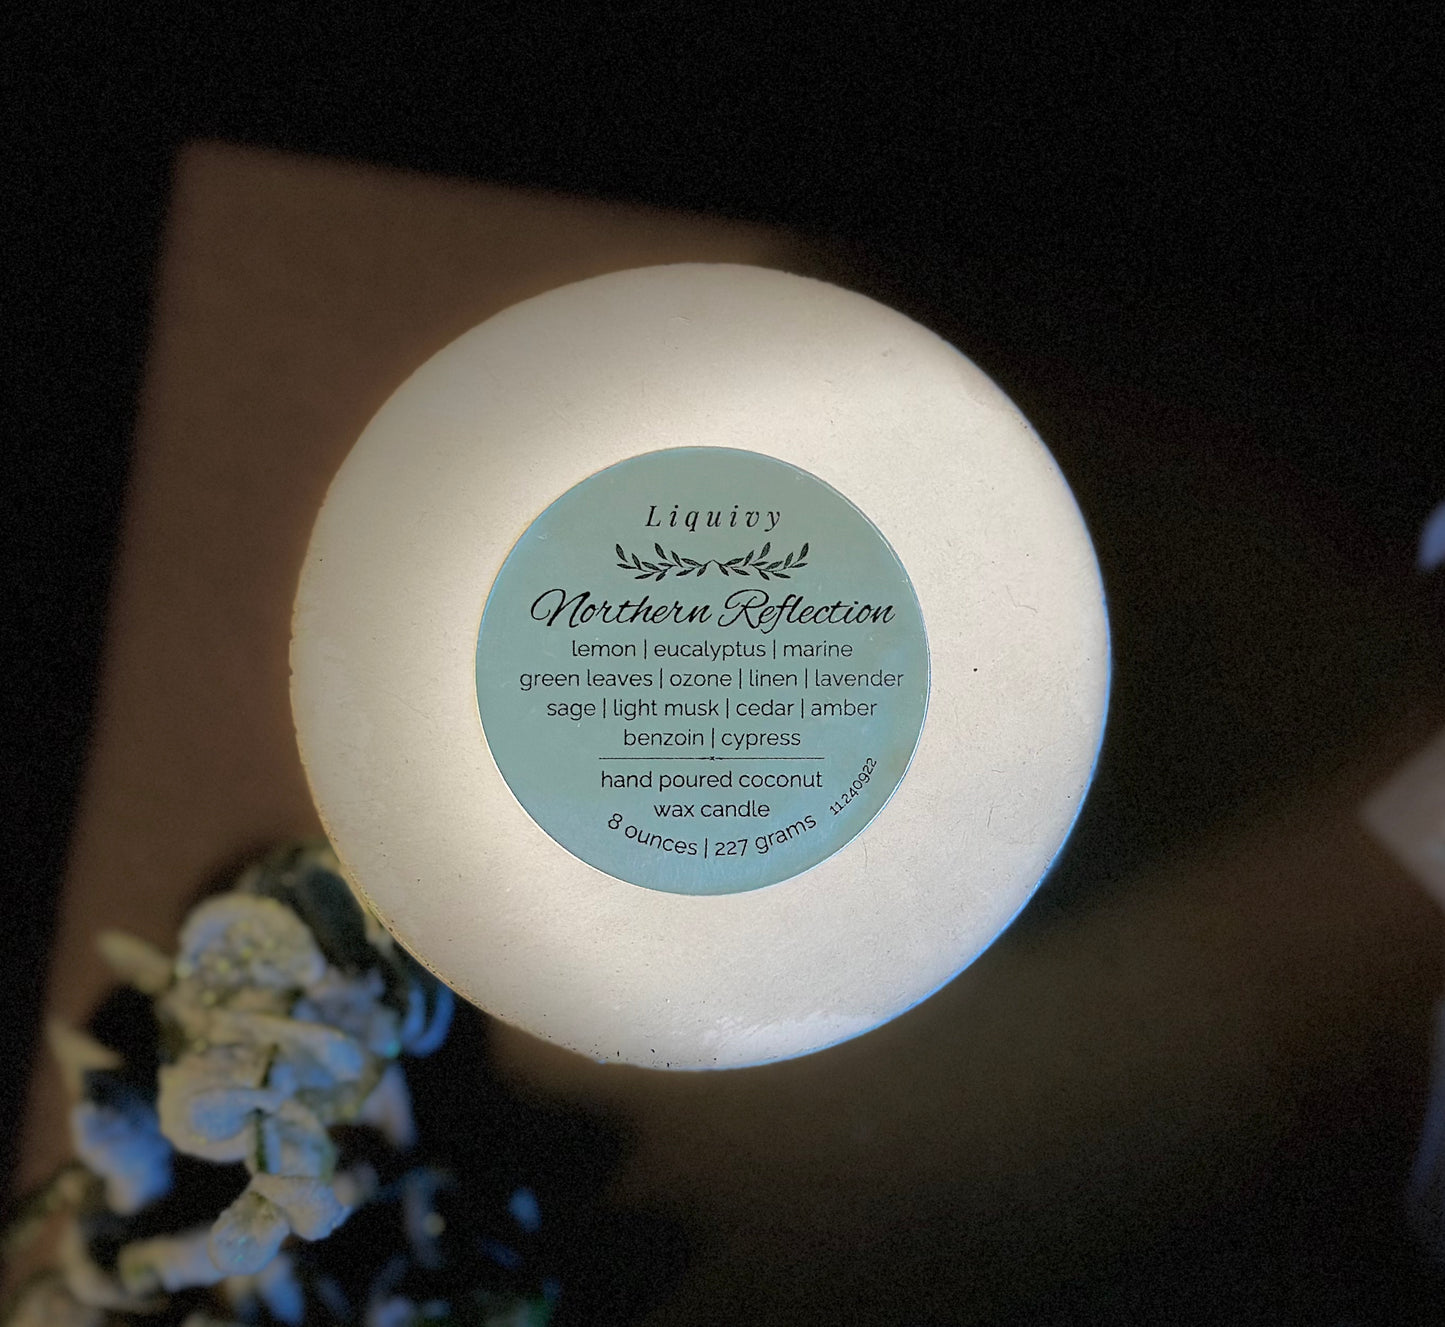 Liquivy
Northern Reflection
lemon | eucalyptus | marine
green leaves | ozone | linen | lavender
sage | light musk | cedar | amber
benzoin | cypress
hand poured coconut
wax candle
8 ounces | 227 grams
11240922